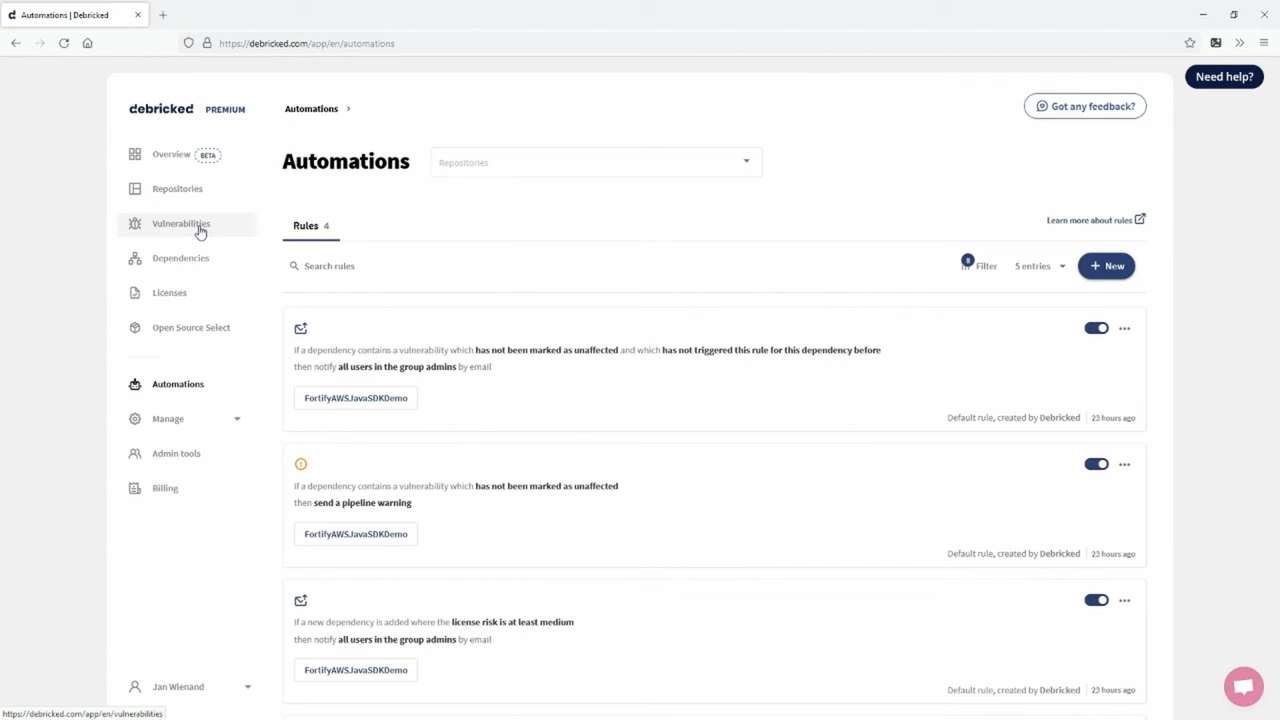 Automations | Debricked
https://debricked.com/app/en/automations
Need help?
debricked PREMIUM
Automations
Got any feedback?
Overview BETA
Repositories
Vulnerabilities
Dependencies
Licenses
Open Source Select
Automations
Manage
Admin tools
Billing
Jan Wienand
Automations
Repositories
Rules 4
Learn more about rules
Search rules
8
Filter
5 entries
+ New
If a dependency contains a vulnerability which has not been marked as unaffected and which has not triggered this rule for this dependency before
then notify all users in the group admins by email
FortifyAWSJavaSDKDemo
Default rule, created by Debricked | 23 hours ago
If a dependency contains a vulnerability which has not been marked as unaffected
then send a pipeline warning
FortifyAWSJavaSDKDemo
Default rule, created by Debricked | 23 hours ago
If a new dependency is added where the license risk is at least medium
then notify all users in the group admins by email
FortifyAWSJavaSDKDemo
Default rule, created by Debricked | 23 hours ago
https://debricked.com/app/en/vulnerabilities